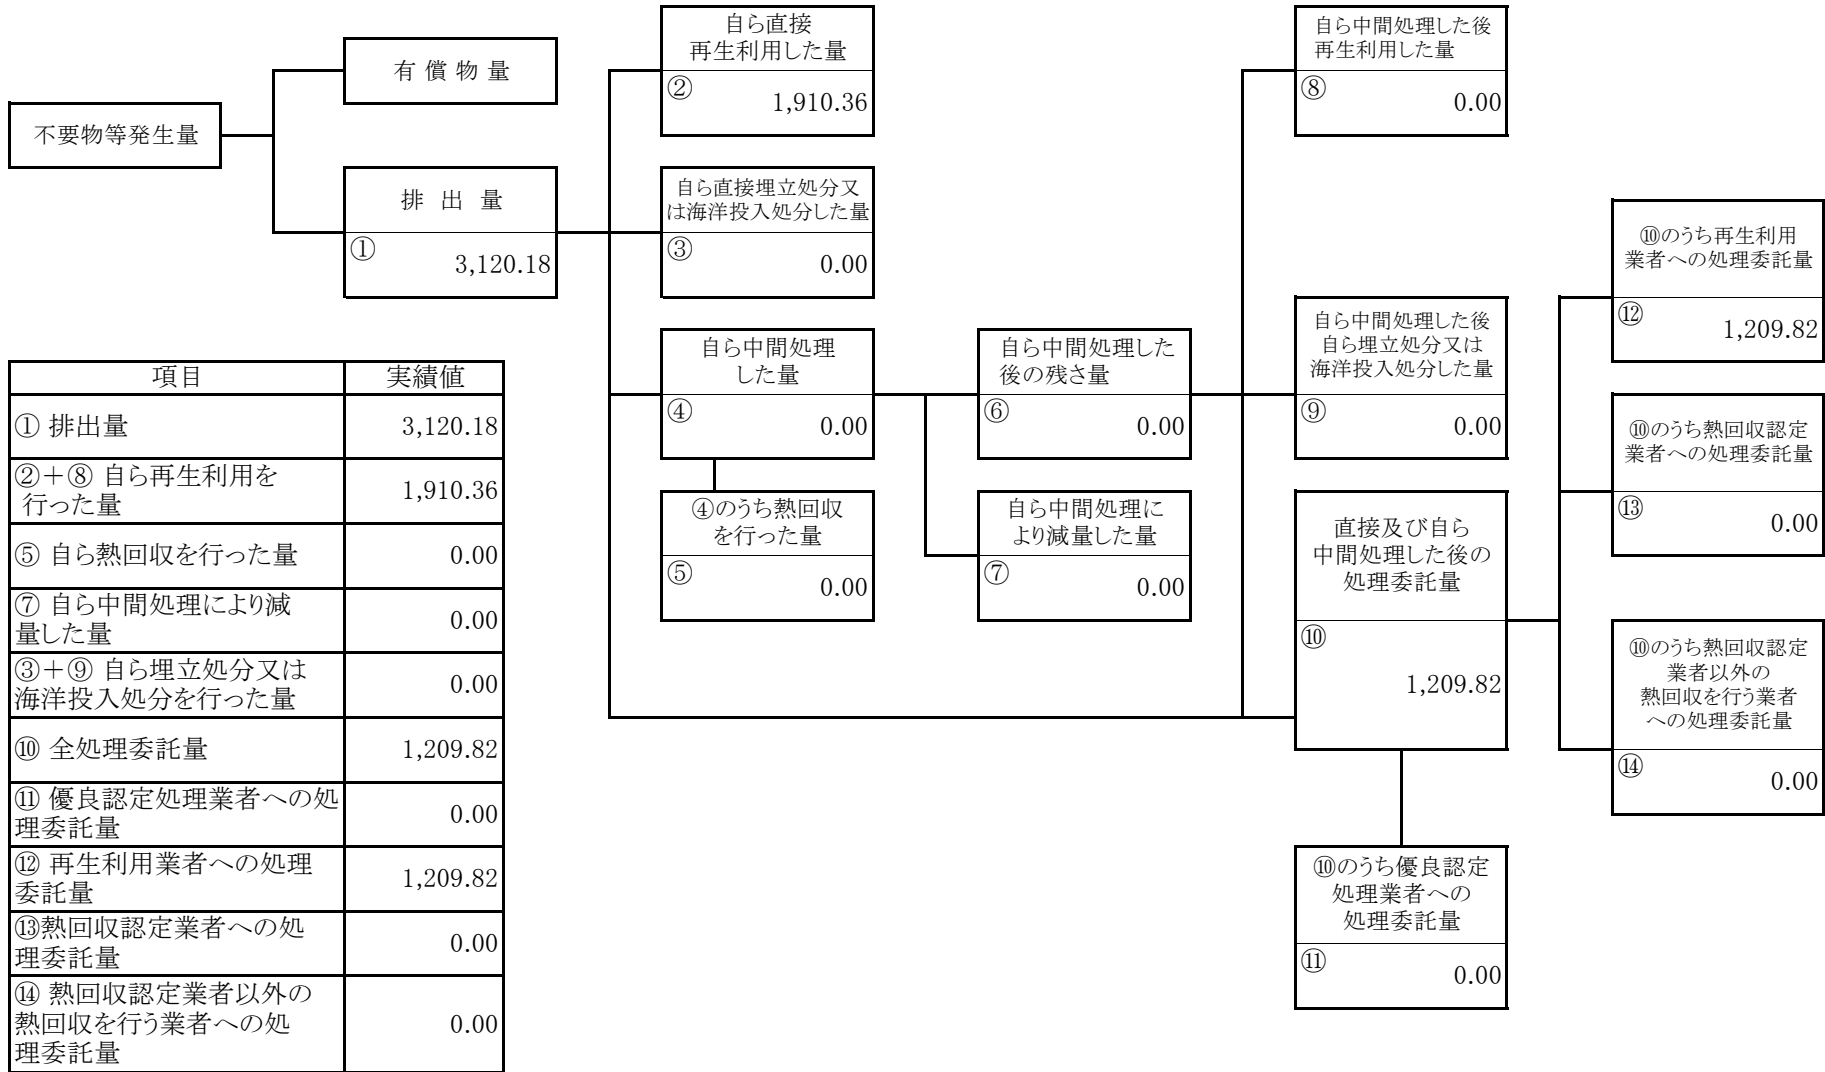 不要物等発生量
有 償 物 量
排 出 量
①
3,120.18
自ら直接
再生利用した量
②
1,910.36
自ら直接埋立処分又
は海洋投入処分した量
③
0.00
自ら中間処理
した量
④
0.00
④のうち熱回収
を行った量
⑤
0.00
自ら中間処理した
後の残さ量
⑥
0.00
自ら中間処理に
より減量した量
⑦
0.00
自ら中間処理した後
再生利用した量
⑧
0.00
自ら中間処理した後
自ら埋立処分又は
海洋投入処分した量
⑨
0.00
直接及び自ら
中間処理した後の
処理委託量
⑩
1,209.82
⑩のうち優良認定
処理業者への
処理委託量
⑪
0.00
⑩のうち再生利用
業者への処理委託量
⑫
1,209.82
⑩のうち熱回収認定
業者への処理委託量
⑬
0.00
⑩のうち熱回収認定
業者以外の
熱回収を行う業者
への処理委託量
⑭
0.00
項目 実績値
① 排出量 3,120.18
②＋⑧ 自ら再生利用を
行った量 1,910.36
⑤ 自ら熱回収を行った量 0.00
⑦ 自ら中間処理により減
量した量 0.00
③＋⑨ 自ら埋立処分又は
海洋投入処分を行った量 0.00
⑩ 全処理委託量 1,209.82
⑪ 優良認定処理業者への処
理委託量 0.00
⑫ 再生利用業者への処理
委託量 1,209.82
⑬熱回収認定業者への処
理委託量 0.00
⑭ 熱回収認定業者以外の
熱回収を行う業者への処
理委託量 0.00